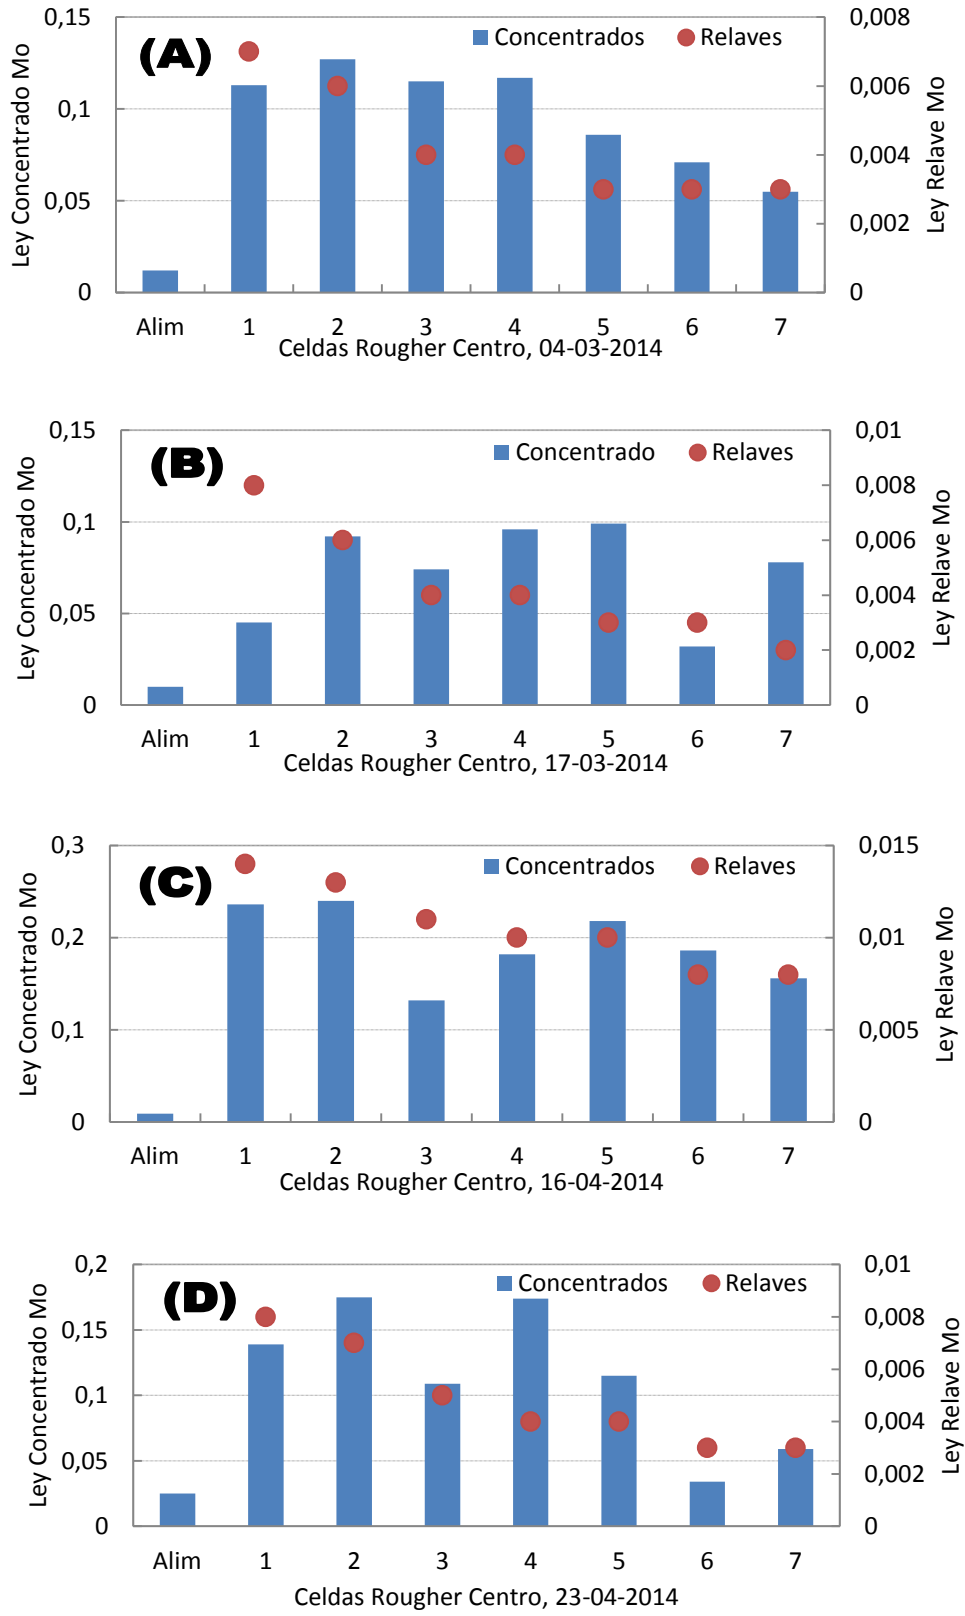 (A)
Concentrados
Relaves
Ley Concentrado Mo
0,15
0,1
0,05
0
0,008
0,006
0,004
0,002
0
Ley Relave Mo
Alim 1 2 3 4 5 6 7
Celdas Rougher Centro, 04-03-2014
(B)
Concentrado
Relaves
Ley Concentrado Mo
0,15
0,1
0,05
0
0,01
0,008
0,006
0,004
0,002
0
Ley Relave Mo
Alim 1 2 3 4 5 6 7
Celdas Rougher Centro, 17-03-2014
(C)
Concentrados
Relaves
Ley Concentrado Mo
0,3
0,2
0,1
0
0,015
0,01
0,005
0
Ley Relave Mo
Alim 1 2 3 4 5 6 7
Celdas Rougher Centro, 16-04-2014
(D)
Concentrados
Relaves
Ley Concentrado Mo
0,2
0,15
0,1
0,05
0
0,01
0,008
0,006
0,004
0,002
0
Ley Relave Mo
Alim 1 2 3 4 5 6 7
Celdas Rougher Centro, 23-04-2014